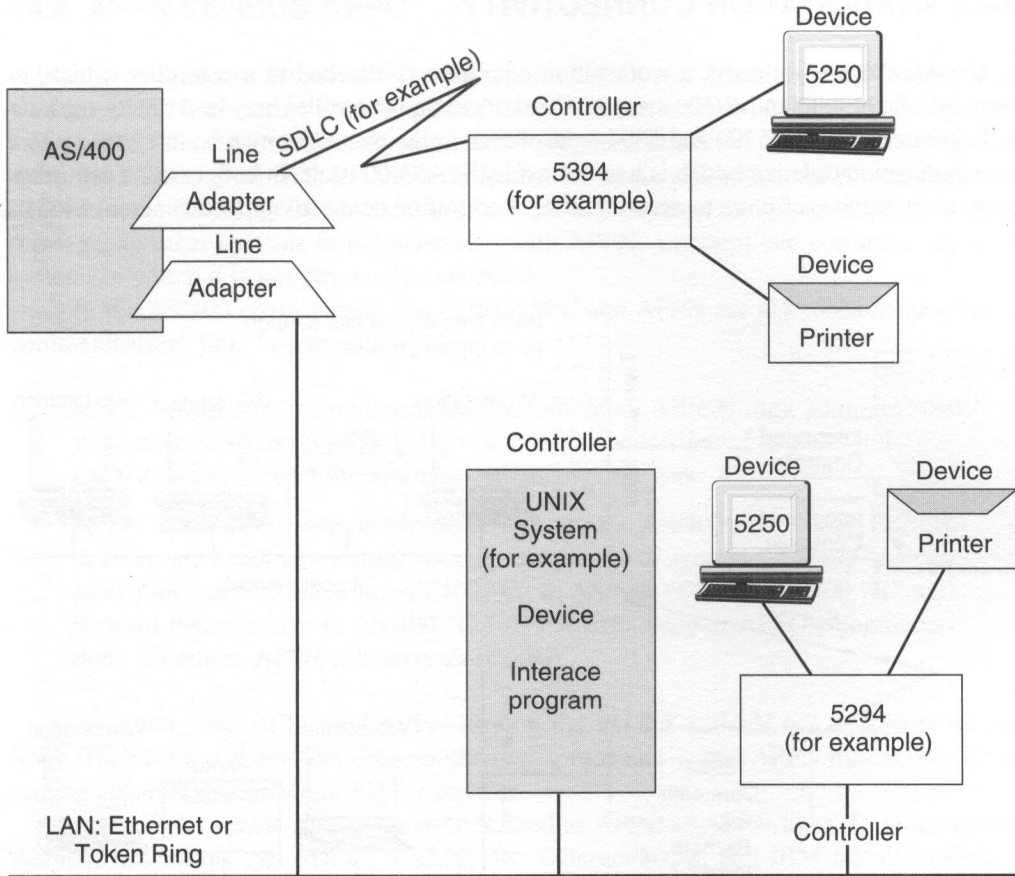 Device
5250
SDLC (for example)
Controller
AS/400
Line
Adapter
5394
(for example)
Line
Adapter
Device
Printer
Controller
UNIX
System
(for example)
Device
Interace
program
Device
5250
Device
Printer
5294
(for example)
LAN: Ethernet or
Token Ring
Controller